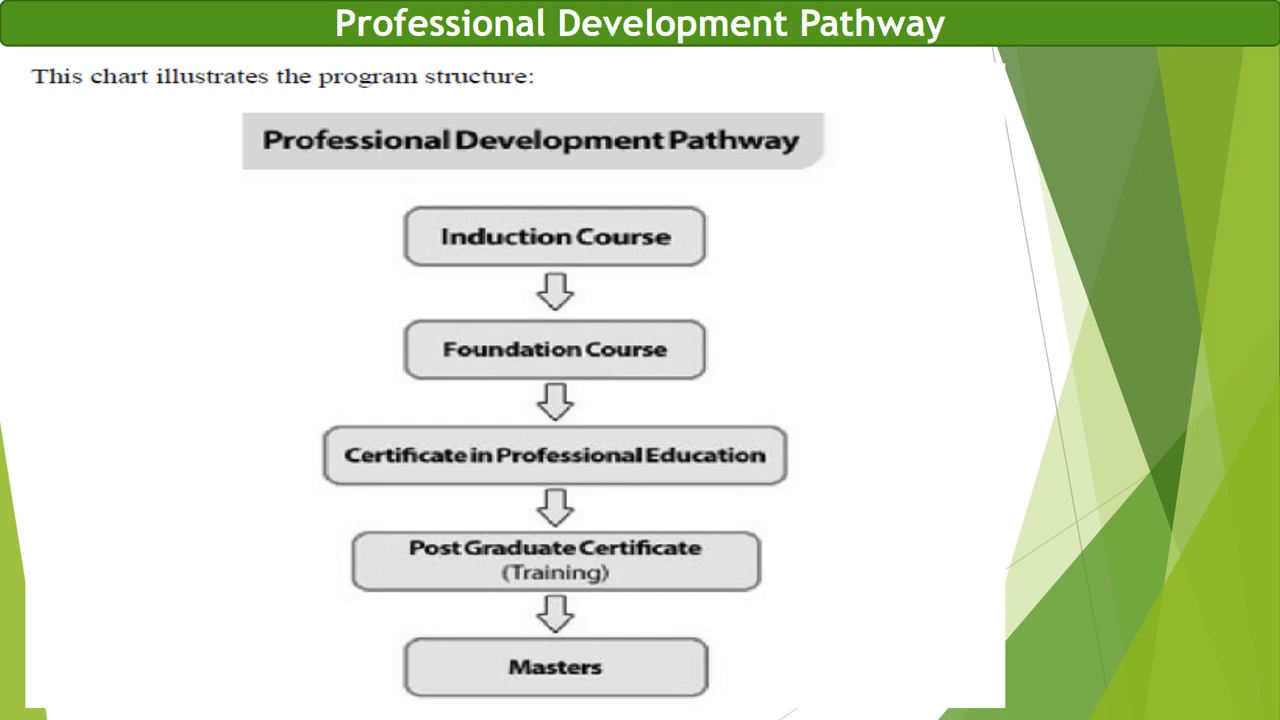 Professional Development Pathway
This chart illustrates the program structure:
Professional Development Pathway
Induction Course
Foundation Course
Certificate in Professional Education
Post Graduate Certificate
(Training)
Masters